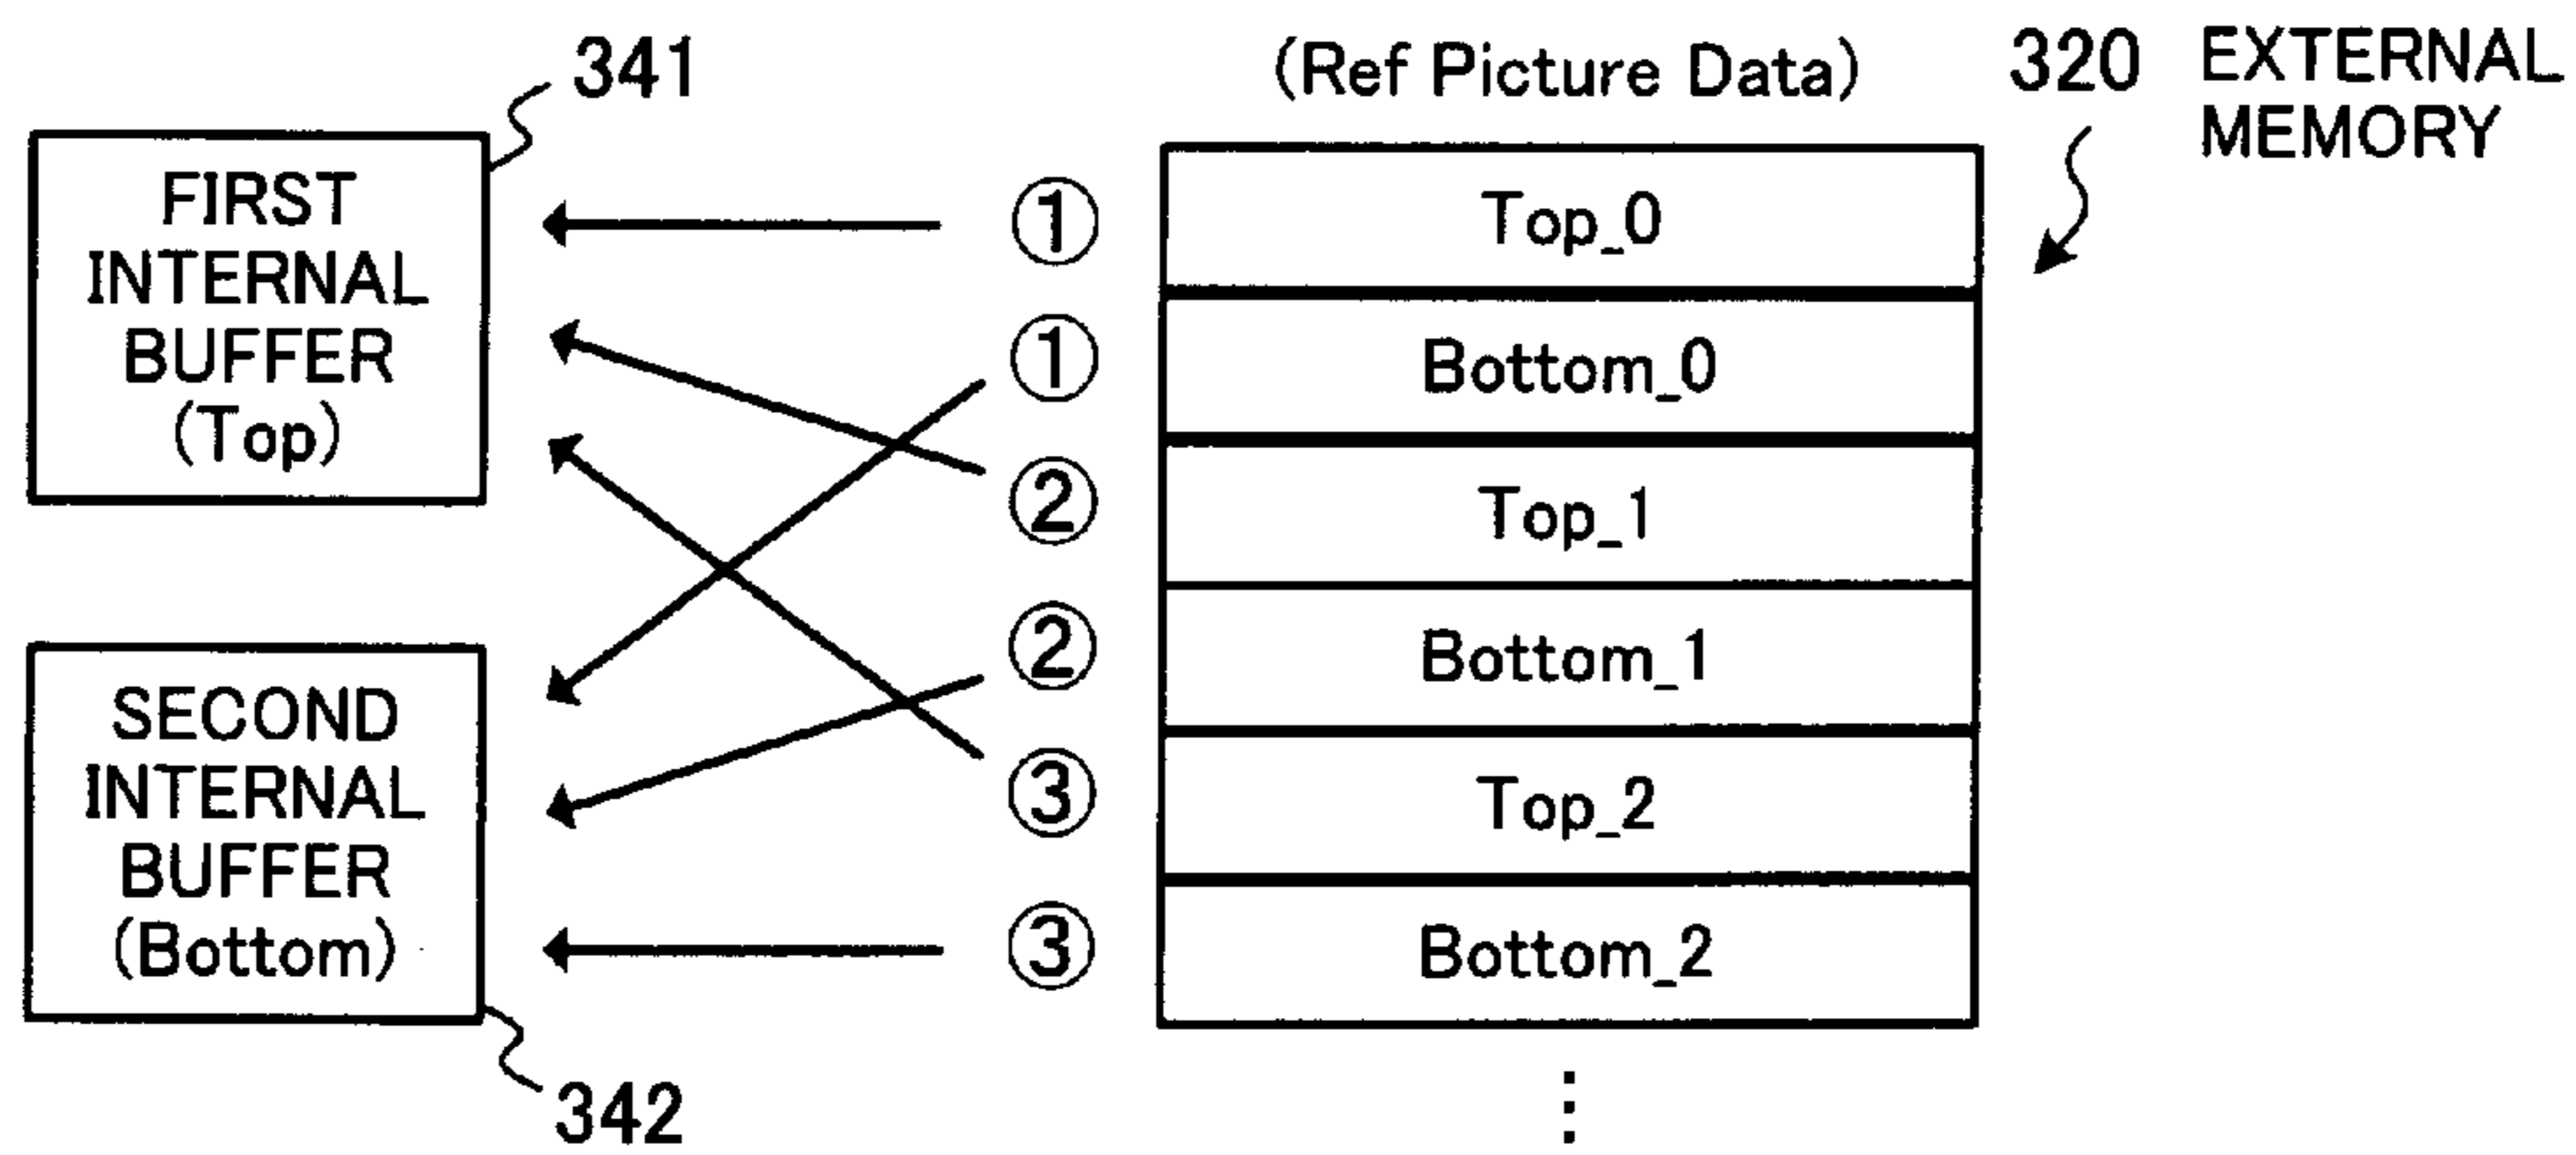 341
FIRST
INTERNAL
BUFFER
(Top)
SECOND
INTERNAL
BUFFER
(Bottom)
342
①
①
②
②
③
③
(Ref Picture Data)
Top_0
Bottom_0
Top_1
Bottom_1
Top_2
Bottom_2
320
EXTERNAL
MEMORY